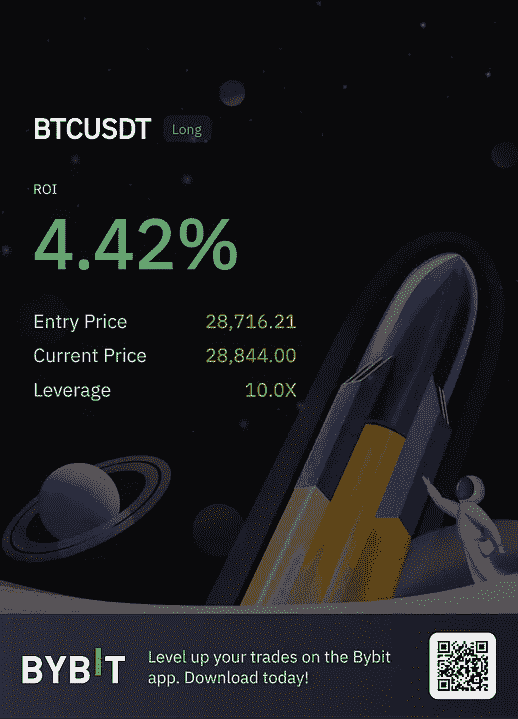 BTCUSDT Long
ROI
4.42%
Entry Price 28,716.21
Current Price 28,844.00
Leverage 10.0X
BYBIT
Level up your trades on the Bybit
app. Download today!